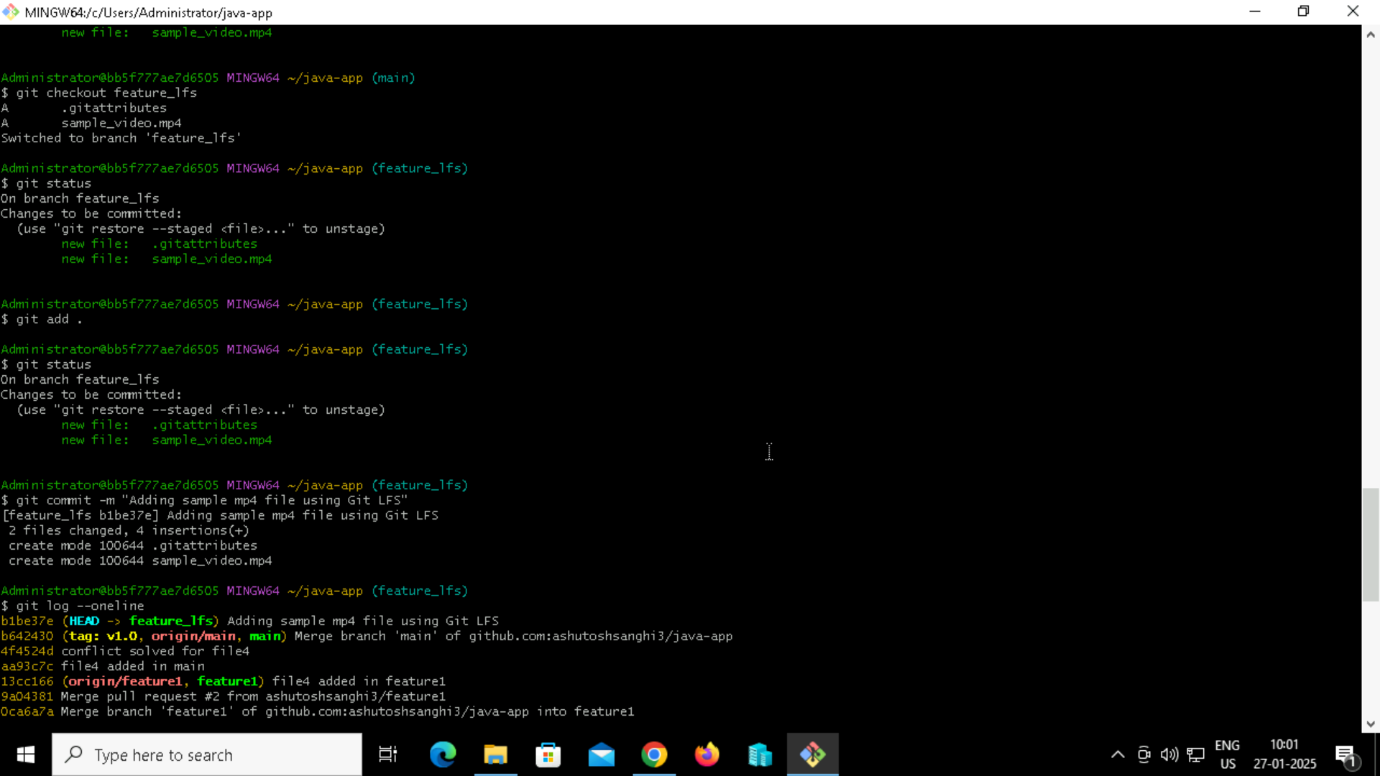 MINGW64:/c/Users/Administrator/java-app
new file:   sample_video.mp4
Administrator@bb5f777ae7d6505 MINGW64 ~/java-app (main)
$ git checkout feature_lfs
A       .gitattributes
A       sample_video.mp4
Switched to branch 'feature_lfs'
Administrator@bb5f777ae7d6505 MINGW64 ~/java-app (feature_lfs)
$ git status
On branch feature_lfs
Changes to be committed:
  (use "git restore --staged <file>..." to unstage)
        new file:   .gitattributes
        new file:   sample_video.mp4
Administrator@bb5f777ae7d6505 MINGW64 ~/java-app (feature_lfs)
$ git add .
Administrator@bb5f777ae7d6505 MINGW64 ~/java-app (feature_lfs)
$ git status
On branch feature_lfs
Changes to be committed:
  (use "git restore --staged <file>..." to unstage)
        new file:   .gitattributes
        new file:   sample_video.mp4
Administrator@bb5f777ae7d6505 MINGW64 ~/java-app (feature_lfs)
$ git commit -m "Adding sample mp4 file using Git LFS"
[feature_lfs b1be37e] Adding sample mp4 file using Git LFS
 2 files changed, 4 insertions(+)
 create mode 100644 .gitattributes
 create mode 100644 sample_video.mp4
Administrator@bb5f777ae7d6505 MINGW64 ~/java-app (feature_lfs)
$ git log --oneline
b1be37e (HEAD -> feature_lfs) Adding sample mp4 file using Git LFS
b642430 (tag: v1.0, origin/main, main) Merge branch 'main' of github.com:ashutoshsanghi3/java-app
4f4524d conflict solved for file4
aa93c7c file4 added in main
13cc166 (origin/feature1, feature1) file4 added in feature1
9a04381 Merge pull request #2 from ashutoshsanghi3/feature1
0ca6a7a Merge branch 'feature1' of github.com:ashutoshsanghi3/java-app into feature1
Type here to search
ENG
US
10:01
27-01-2025
1